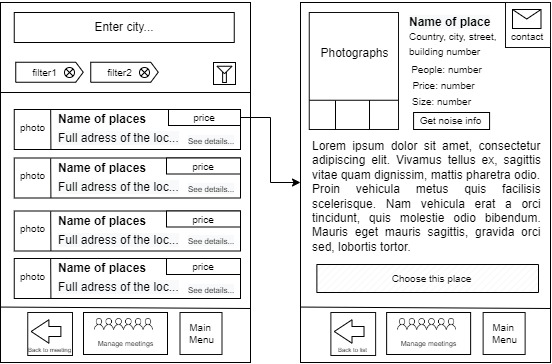 Enter city...
filter1
filter2
photo
Name of places
price
Full adress of the loc...
See details...
photo
Name of places
price
Full adress of the loc...
See details...
photo
Name of places
price
Full adress of the loc...
See details...
photo
Name of places
price
Full adress of the loc...
See details...
Back to meeting
Manage meetings
Main
Menu
Photographs
Name of place
Country, city, street,
building number
People: number
Price: number
Size: number
Get noise info
contact
Lorem ipsum dolor sit amet, consectetur
adipiscing elit. Vivamus tellus ex, sagittis
vitae quam dignissim, mattis pharetra odio.
Proin vehicula metus quis facilisis
scelerisque. Nam vehicula erat a orci
tincidunt, quis molestie odio bibendum.
Mauris eget mauris sagittis, gravida orci
sed, lobortis tortor.
Choose this place
Back to list
Manage meetings
Main
Menu